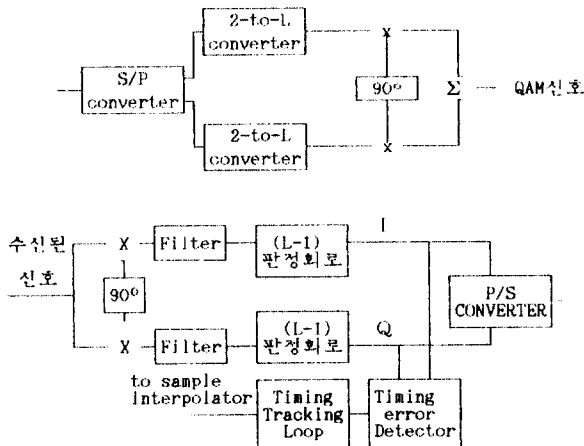 2-to-L
converter
S/P
converter
x
90°
Σ
QAM신호
2-to-L
converter
x
수신된
신호
X
Filter
(L-1)
판정회로
I
90°
P/S
CONVERTER
X
Filter
(L-1)
판정회로
Q
to sample
interpolator
Timing
Tracking
Loop
Timing
error
Detector